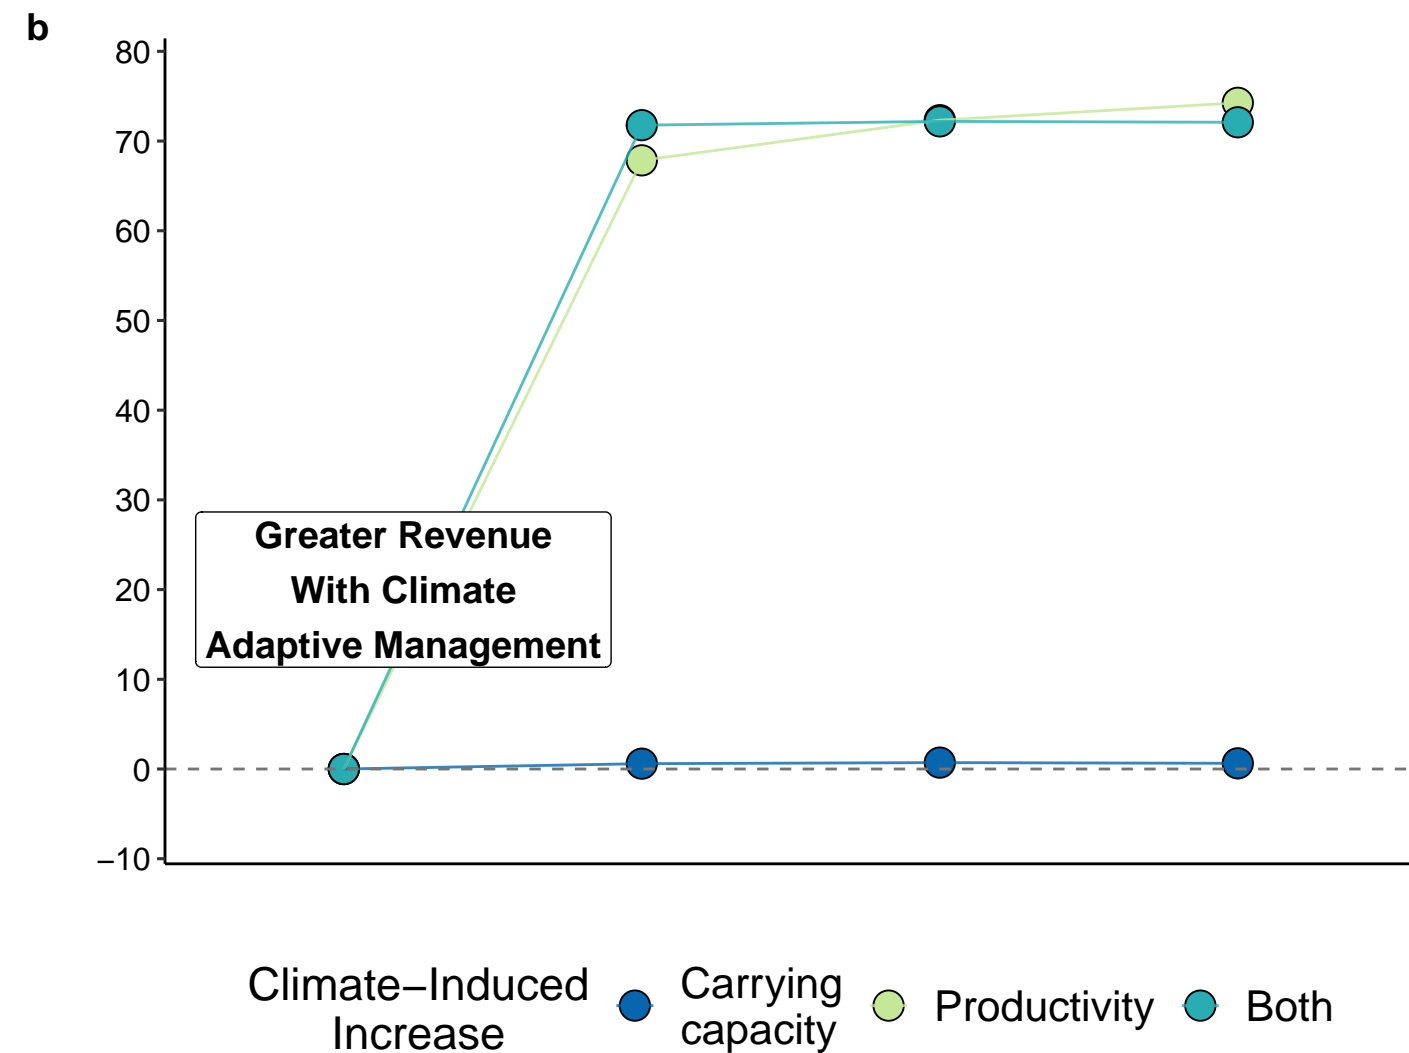 b
80
70
60
50
40
30
20
10
0
−10
Greater Revenue
With Climate
Adaptive Management
Climate−Induced
Increase
Carrying
capacity
Productivity
Both